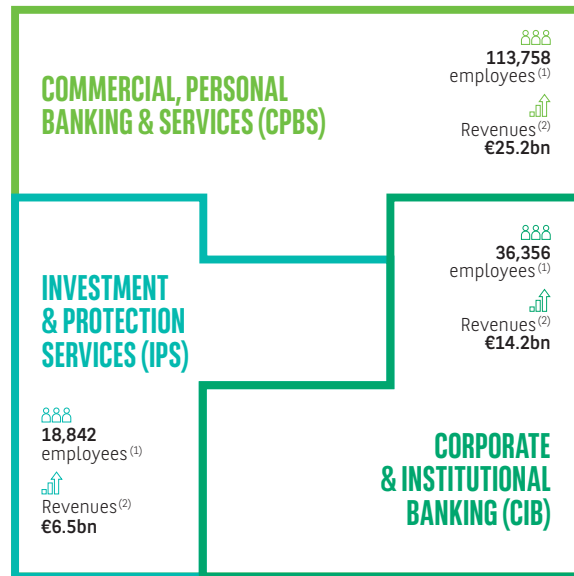 COMMERCIAL, PERSONAL
BANKING & SERVICES (CPBS)
113,758
employees (1)
Revenues (2)
€25.2bn
INVESTMENT
& PROTECTION
SERVICES (IPS)
18,842
employees (1)
Revenues (2)
€6.5bn
36,356
employees (1)
Revenues (2)
€14.2bn
CORPORATE
& INSTITUTIONAL
BANKING (CIB)